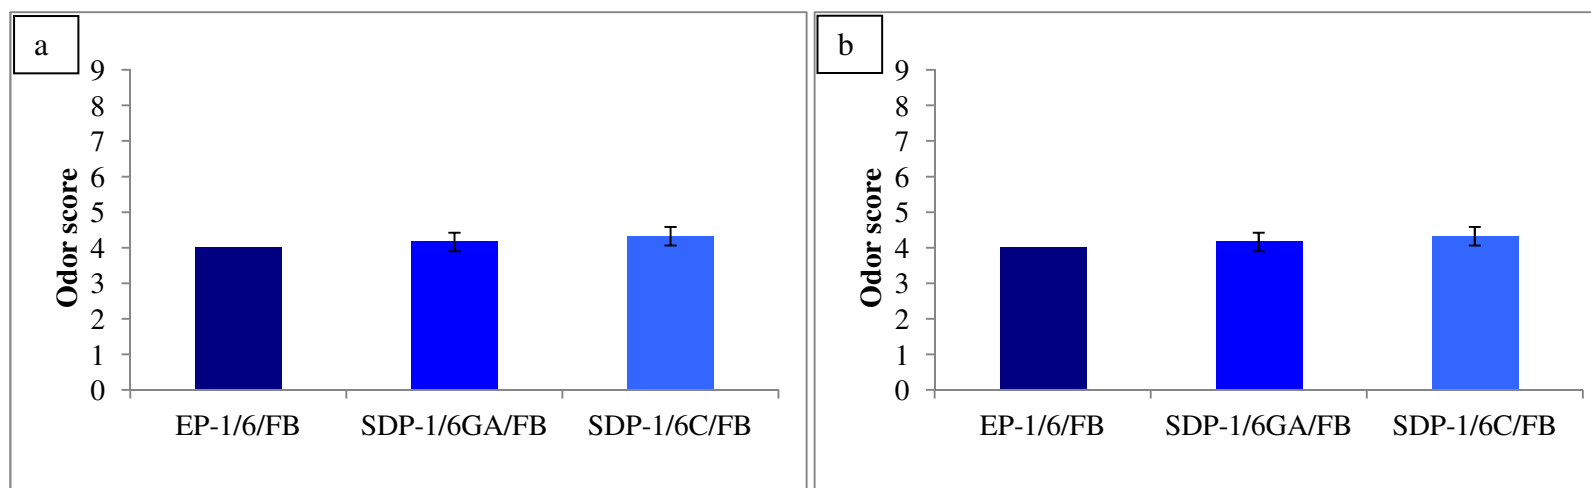 a
9
8
7
6
5
4
3
2
1
0
Odor score
EP-1/6/FB
SDP-1/6GA/FB
SDP-1/6C/FB
b
9
8
7
6
5
4
3
2
1
0
Odor score
EP-1/6/FB
SDP-1/6GA/FB
SDP-1/6C/FB